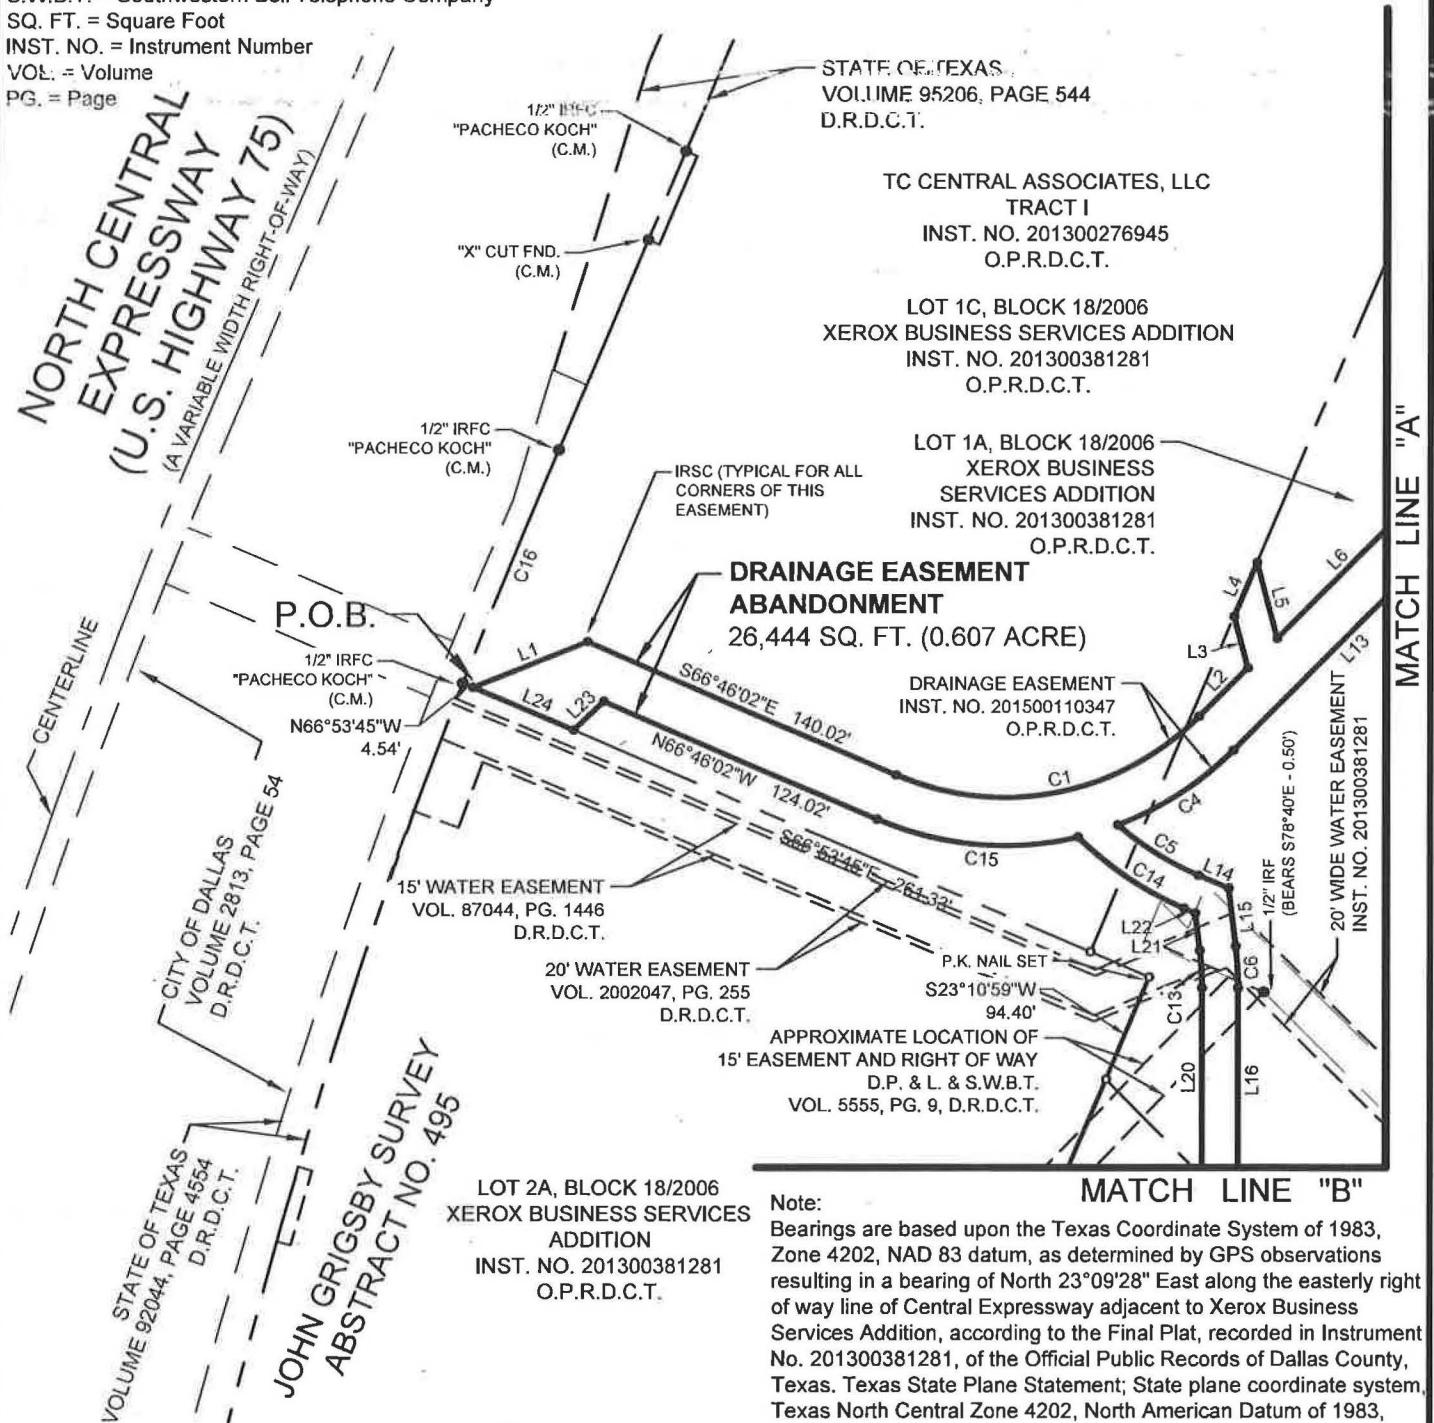 S.W.B.T. = Southwestern Bell Telephone Company
SQ. FT. = Square Foot
INST. NO. = Instrument Number
VOL. = Volume
PG. = Page
NORTH CENTRAL
EXPRESSWAY
(U.S. HIGHWAY 75)
(A VARIABLE WIDTH RIGHT-OF-WAY)
1/2" IRFC
"PACHECO KOCH"
(C.M.)
STATE OF TEXAS
VOLUME 95206, PAGE 544
D.R.D.C.T.
TC CENTRAL ASSOCIATES, LLC
TRACT I
INST. NO. 201300276945
O.P.R.D.C.T.
"X" CUT FND.
(C.M.)
LOT 1C, BLOCK 18/2006
XEROX BUSINESS SERVICES ADDITION
INST. NO. 201300381281
O.P.R.D.C.T.
1/2" IRFC
"PACHECO KOCH"
(C.M.)
IRSC (TYPICAL FOR ALL
CORNERS OF THIS
EASEMENT)
LOT 1A, BLOCK 18/2006
XEROX BUSINESS
SERVICES ADDITION
INST. NO. 201300381281
O.P.R.D.C.T.
MATCH LINE "A"
C16
DRAINAGE EASEMENT
ABANDONMENT
26,444 SQ. FT. (0.607 ACRE)
P.O.B.
1/2" IRFC
"PACHECO KOCH"
(C.M.)
N66°53'45"W
4.54'
L1
L24
L23
S66°46'02"E 140.02'
N66°46'02"W 124.02'
L4
L5
L6
L3
L2
L13
DRAINAGE EASEMENT
INST. NO. 201500110347
O.P.R.D.C.T.
C1
C4
C5
C15
C14
L14
L22
L21
L15
C6
C13
L20
L16
1/2" IRF
(BEARS S78°40'E - 0.50')
20' WIDE WATER EASEMENT
INST. NO. 201300381281
CENTERLINE
CITY OF DALLAS
VOLUME 2813, PAGE 54
D.R.D.C.T.
S66°53'45"E 261.33'
15' WATER EASEMENT
VOL. 87044, PG. 1446
D.R.D.C.T.
20' WATER EASEMENT
VOL. 2002047, PG. 255
D.R.D.C.T.
P.K. NAIL SET
S23°10'59"W
94.40'
APPROXIMATE LOCATION OF
15' EASEMENT AND RIGHT OF WAY
D.P. & L. & S.W.B.T.
VOL. 5555, PG. 9, D.R.D.C.T.
STATE OF TEXAS
VOLUME 92044, PAGE 4554
D.R.D.C.T.
JOHN GRIGSBY SURVEY
ABSTRACT NO. 495
LOT 2A, BLOCK 18/2006
XEROX BUSINESS SERVICES
ADDITION
INST. NO. 201300381281
O.P.R.D.C.T.
MATCH LINE "B"
Note:
Bearings are based upon the Texas Coordinate System of 1983,
Zone 4202, NAD 83 datum, as determined by GPS observations
resulting in a bearing of North 23°09'28" East along the easterly right
of way line of Central Expressway adjacent to Xerox Business
Services Addition, according to the Final Plat, recorded in Instrument
No. 201300381281, of the Official Public Records of Dallas County,
Texas. Texas State Plane Statement; State plane coordinate system,
Texas North Central Zone 4202, North American Datum of 1983,